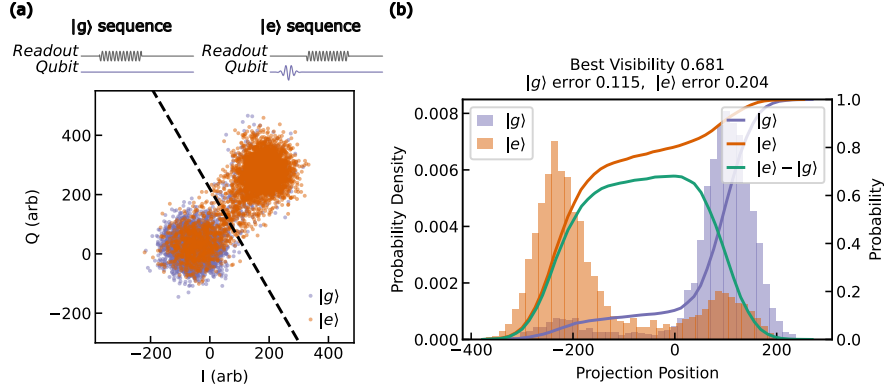 (a)
|g⟩ sequence
|e⟩ sequence
Readout
Qubit
Readout
Qubit
400
200
0
−200
Q (arb)
−200
0
200
400
I (arb)
|g⟩
|e⟩
(b)
Best Visibility 0.681
|g⟩ error 0.115, |e⟩ error 0.204
0.008
0.006
0.004
0.002
0.000
Probability Density
|g⟩
|e⟩
|g⟩
|e⟩
|e⟩ − |g⟩
1.0
0.8
0.6
0.4
0.2
0.0
Probability
−400
−200
0
200
Projection Position